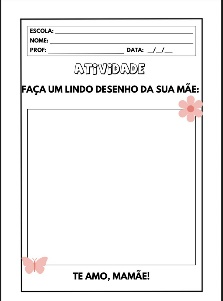 ESCOLA:
NOME:
PROF: DATA: __/__/__
ATIVIDADE
FAÇA UM LINDO DESENHO DA SUA MÃE:
TE AMO, MAMÃE!